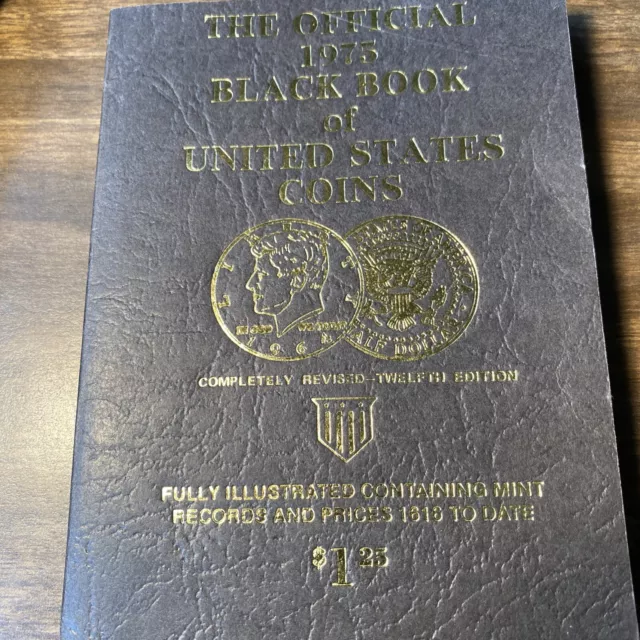 THE OFFICIAL
1975
BLACK BOOK
of
UNITED STATES
COINS
1964
COMPLETELY REVISED—TWELFTH EDITION
FULLY ILLUSTRATED CONTAINING MINT
RECORDS AND PRICES 1616 TO DATE
$1 25